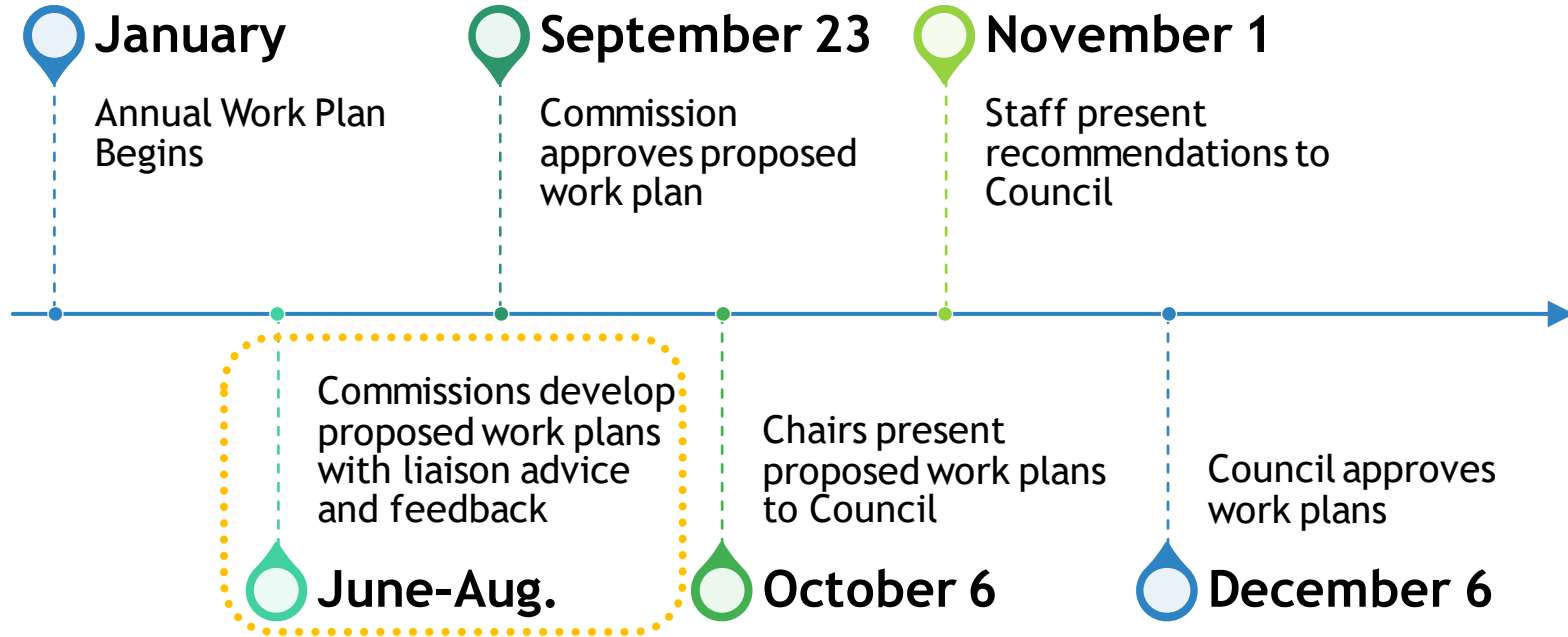 January
Annual Work Plan
Begins
September 23
Commission
approves proposed
work plan
November 1
Staff present
recommendations to
Council
Commissions develop
proposed work plans
with liaison advice
and feedback
June-Aug.
Chairs present
proposed work plans
to Council
October 6
Council approves
work plans
December 6